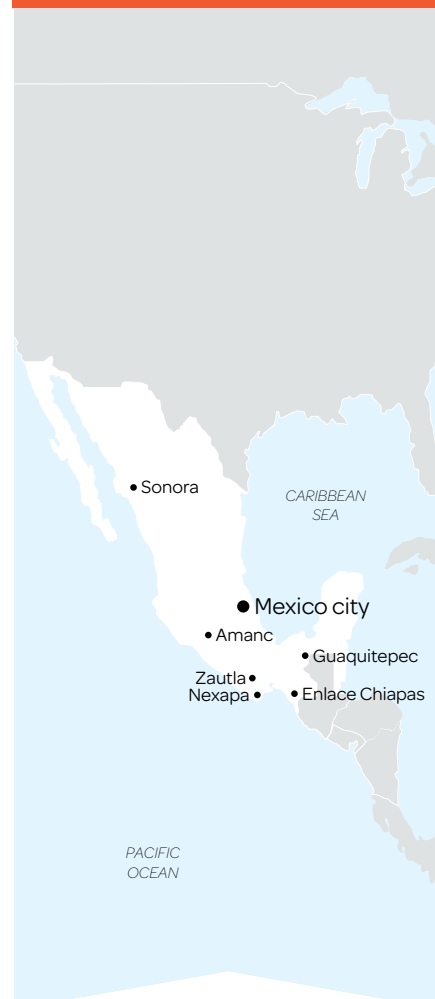 Sonora
CARIBBEAN
SEA
Mexico city
Amanc
Guaquitepec
Zautla
Nexapa
Enlace Chiapas
PACIFIC
OCEAN